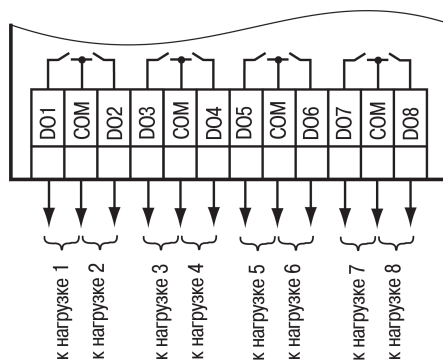 DO1
COM
DO2
DO3
COM
DO4
DO5
COM
DO6
DO7
COM
DO8
к нагрузке 1
к нагрузке 2
к нагрузке 3
к нагрузке 4
к нагрузке 5
к нагрузке 6
к нагрузке 7
к нагрузке 8